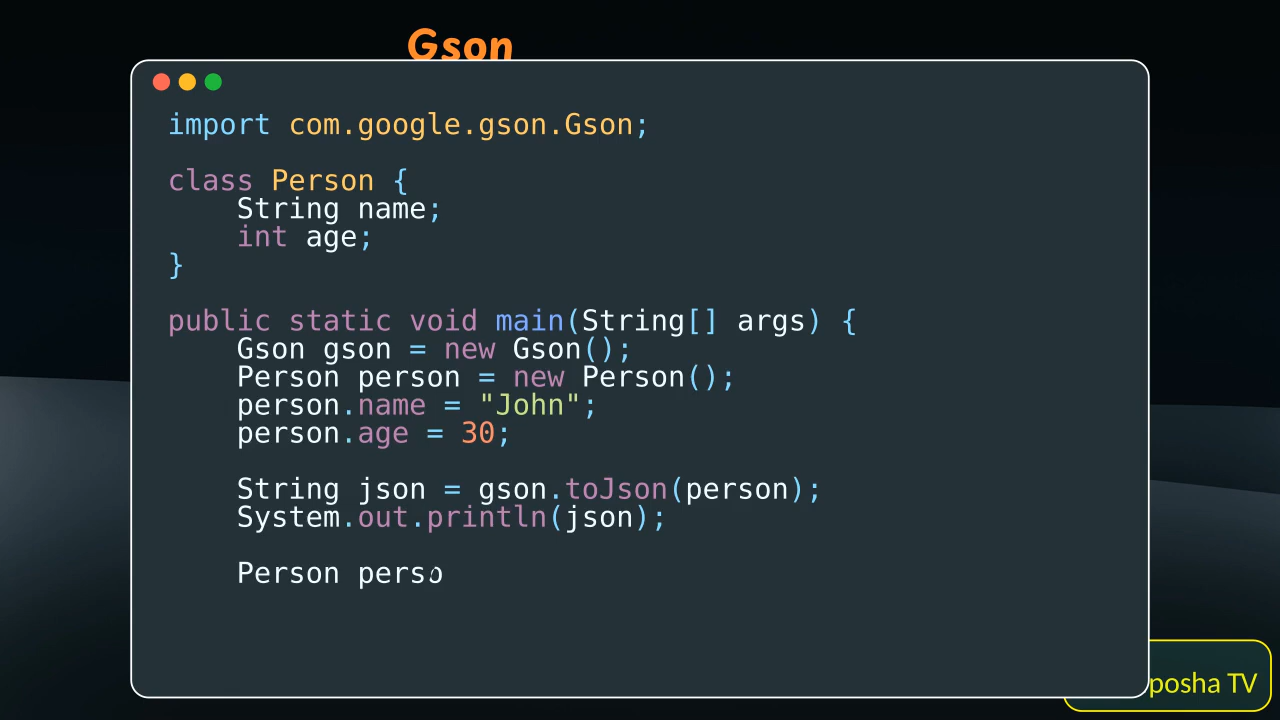 Gson
import com.google.gson.Gson;
class Person {
    String name;
    int age;
}
public static void main(String[] args) {
    Gson gson = new Gson();
    Person person = new Person();
    person.name = "John";
    person.age = 30;
    String json = gson.toJson(person);
    System.out.println(json);
    Person perso
posha TV